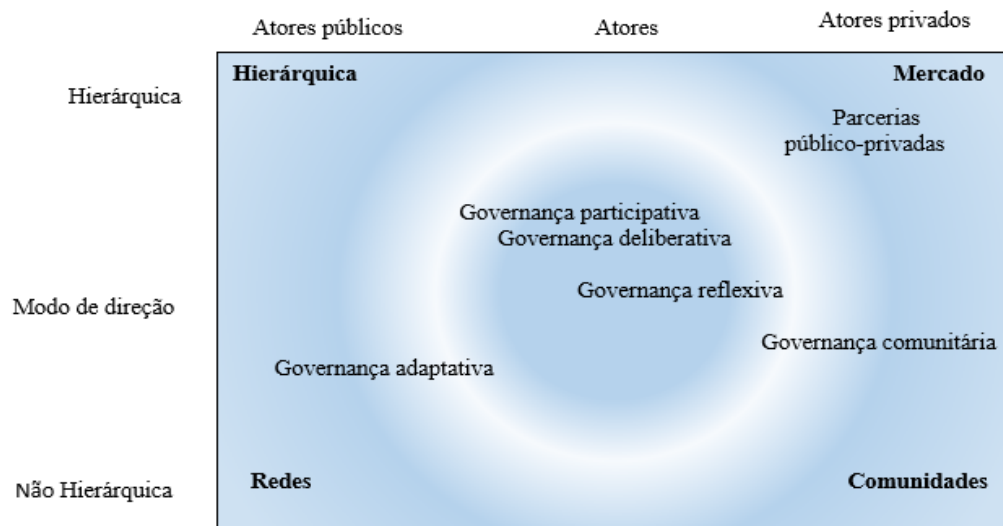 Atores públicos
Atores
Atores privados
Hierárquica
Hierárquica
Mercado
Parcerias
público-privadas
Governança participativa
Governança deliberativa
Modo de direção
Governança reflexiva
Governança comunitária
Governança adaptativa
Não Hierárquica
Redes
Comunidades